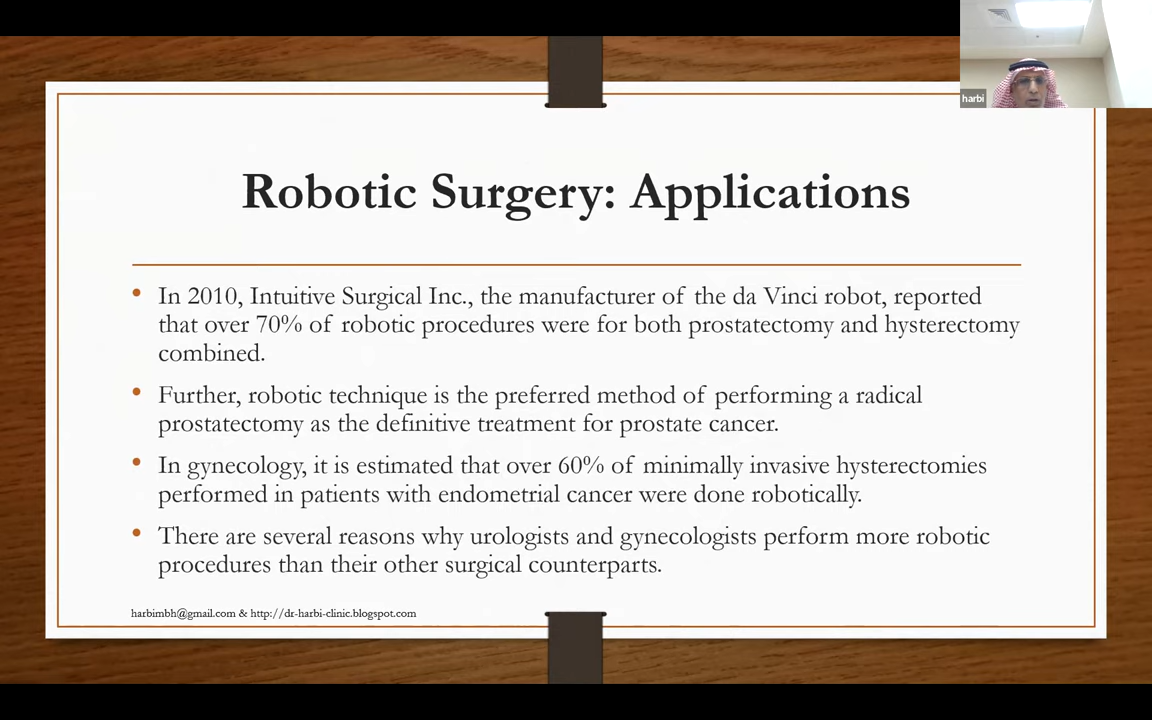 harbi
Robotic Surgery: Applications
• In 2010, Intuitive Surgical Inc., the manufacturer of the da Vinci robot, reported
that over 70% of robotic procedures were for both prostatectomy and hysterectomy
combined.
• Further, robotic technique is the preferred method of performing a radical
prostatectomy as the definitive treatment for prostate cancer.
• In gynecology, it is estimated that over 60% of minimally invasive hysterectomies
performed in patients with endometrial cancer were done robotically.
• There are several reasons why urologists and gynecologists perform more robotic
procedures than their other surgical counterparts.
harbimbh@gmail.com & http://dr-harbi-clinic.blogspot.com